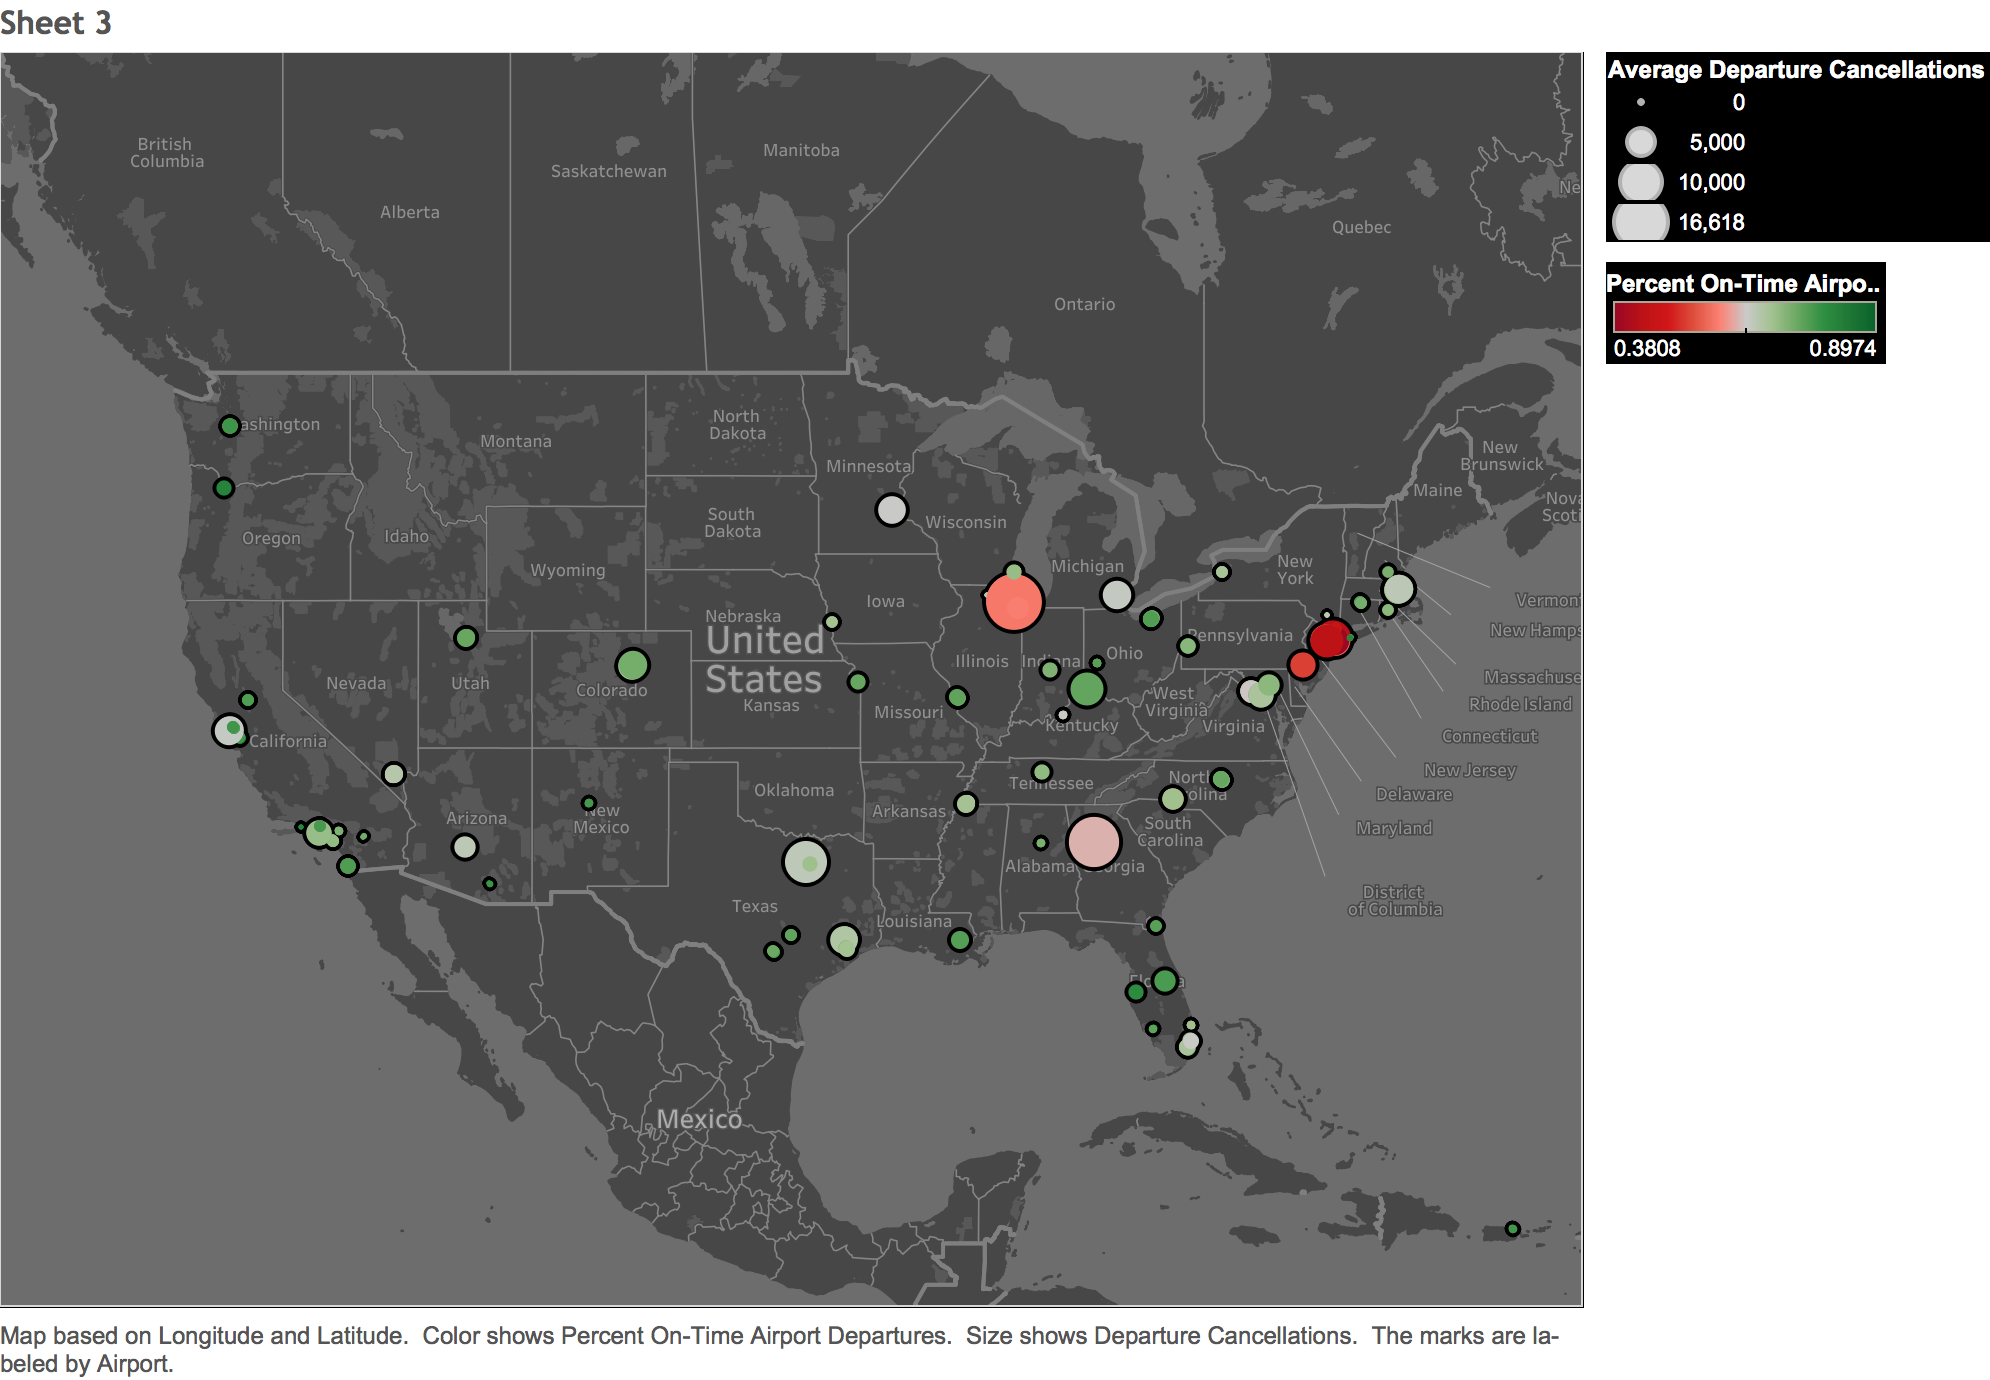 Sheet 3
Average Departure Cancellations
0
5,000
10,000
16,618
Percent On-Time Airpo..
0.3808
0.8974
British
Columbia
Alberta
Saskatchewan
Manitoba
Ontario
Quebec
Ne
ashington
Montana
North
Dakota
Minnesota
New
Brunswick
Maine
Nova
Scoti
Oregon
Idaho
South
Dakota
Wisconsin
Wyoming
Michigan
New
York
Iowa
Nebraska
United
States
Vermont
New Hamps
Pennsylvania
Illinois
Indiana
Ohio
Nevada
Utah
Colorado
Kansas
Missouri
West
Virginia
Kentucky
Virginia
Massachuse
Rhode Island
Connecticut
California
New Jersey
Delaware
Maryland
District
of Columbia
Oklahoma
Arkansas
Tennessee
North
olina
South
Carolina
Arizona
New
Mexico
Alabama
orgia
Texas
Louisiana
Flo
a
Mexico
Map based on Longitude and Latitude.  Color shows Percent On-Time Airport Departures.  Size shows Departure Cancellations.  The marks are la-
beled by Airport.